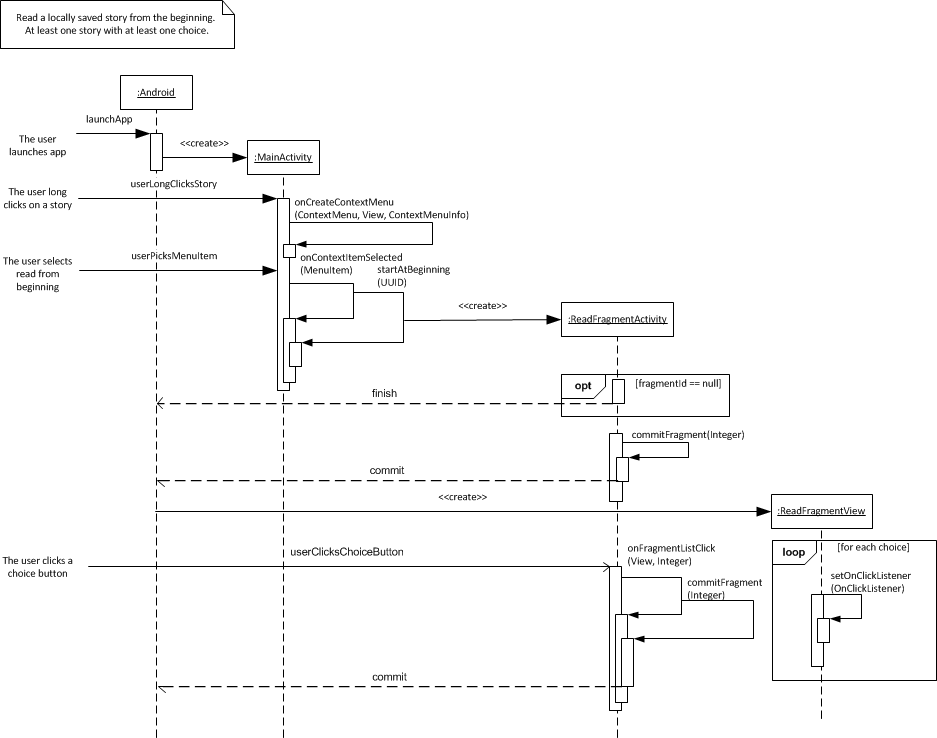 Read a locally saved story from the beginning.
At least one story with at least one choice.
:Android
launchApp
The user
launches app
<<create>>
:MainActivity
userLongClicksStory
The user long
clicks on a story
onCreateContextMenu
(ContextMenu, View, ContextMenuInfo)
userPicksMenuItem
The user selects
read from
beginning
onContextItemSelected
(MenuItem)
startAtBeginning
(UUID)
<<create>>
:ReadFragmentActivity
opt
[fragmentId == null]
finish
commitFragment(Integer)
commit
<<create>>
:ReadFragmentView
The user clicks a
choice button
userClicksChoiceButton
onFragmentListClick
(View, Integer)
loop
[for each choice]
commitFragment
(Integer)
setOnClickListener
(OnClickListener)
commit